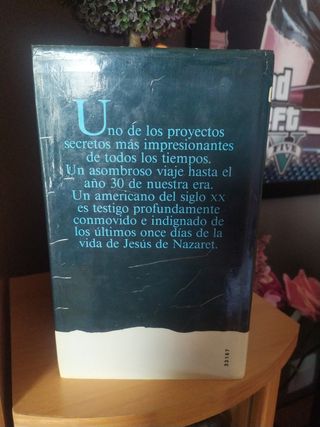 Uno de los proyectos
secretos más impresionantes
de todos los tiempos.
Un asombroso viaje hasta el
año 30 de nuestra era.
Un americano del siglo XX
es testigo profundamente
conmovido e indignado de
los últimos once días de la
vida de Jesús de Nazaret.
33167
V
FIVE